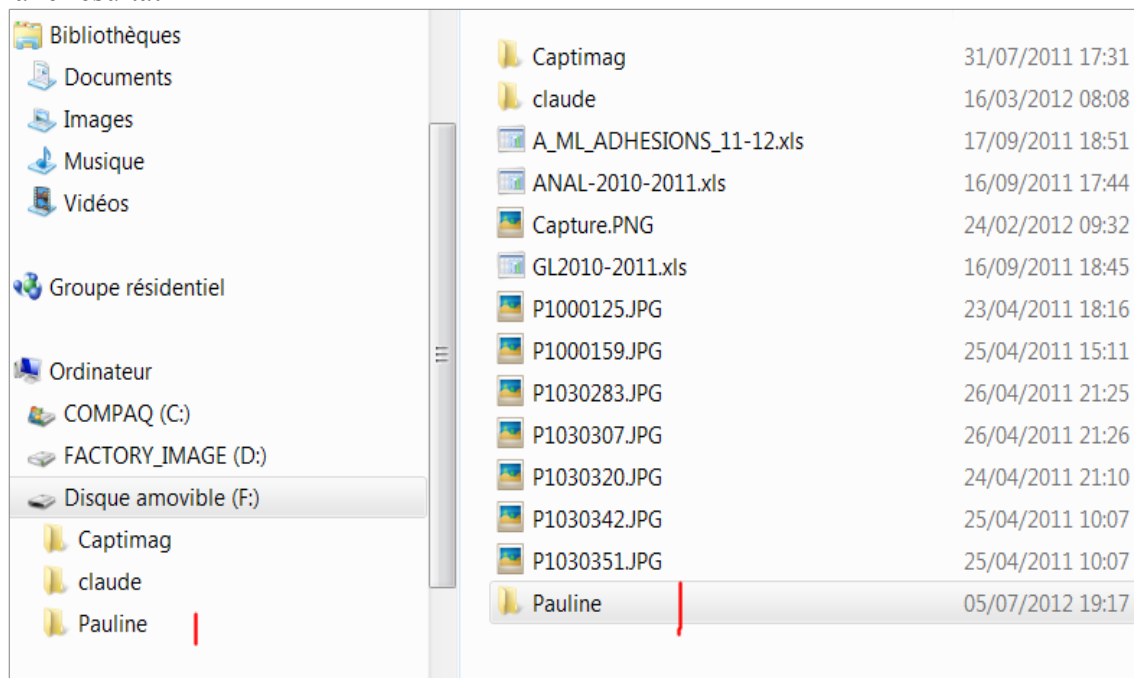 Bibliothèques
Documents
Images
Musique
Vidéos
Groupe résidentiel
Ordinateur
COMPAQ (C:)
FACTORY_IMAGE (D:)
Disque amovible (F:)
Captimag
claude
Pauline
Captimag 31/07/2011 17:31
claude 16/03/2012 08:08
A_ML_ADHESIONS_11-12.xls 17/09/2011 18:51
ANAL-2010-2011.xls 16/09/2011 17:44
Capture.PNG 24/02/2012 09:32
GL2010-2011.xls 16/09/2011 18:45
P1000125.JPG 23/04/2011 18:16
P1000159.JPG 25/04/2011 15:11
P1030283.JPG 26/04/2011 21:25
P1030307.JPG 26/04/2011 21:26
P1030320.JPG 24/04/2011 21:10
P1030342.JPG 25/04/2011 10:07
P1030351.JPG 25/04/2011 10:07
Pauline 05/07/2012 19:17